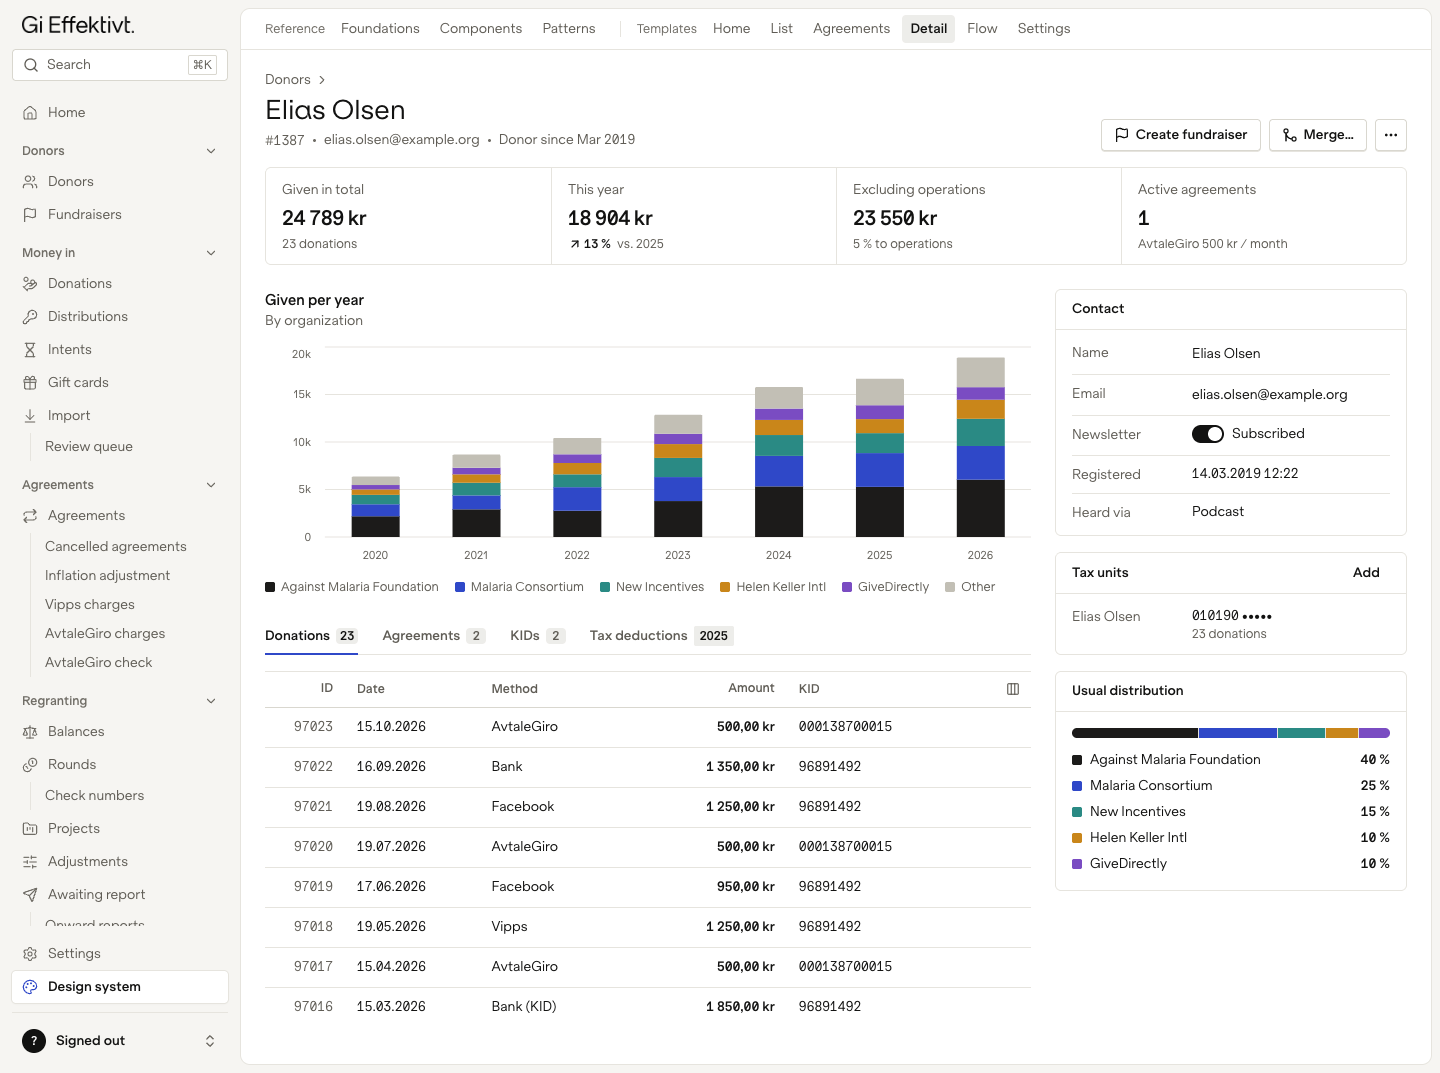 Gi Effektivt.
Search ⌘K
Home
Donors
Donors
Fundraisers
Money in
Donations
Distributions
Intents
Gift cards
Import
Review queue
Agreements
Agreements
Cancelled agreements
Inflation adjustment
Vipps charges
AvtaleGiro charges
AvtaleGiro check
Regranting
Balances
Rounds
Check numbers
Projects
Adjustments
Awaiting report
Onward reports
Settings
Design system
? Signed out
Reference Foundations Components Patterns Templates Home List Agreements Detail Flow Settings
Donors
Elias Olsen
#1387 • elias.olsen@example.org • Donor since Mar 2019
Create fundraiser Merge...
Given in total
24 789 kr
23 donations
This year
18 904 kr
13 % vs. 2025
Excluding operations
23 550 kr
5 % to operations
Active agreements
1
AvtaleGiro 500 kr / month
Given per year
By organization
20k
15k
10k
5k
0
2020 2021 2022 2023 2024 2025 2026
Against Malaria Foundation Malaria Consortium New Incentives Helen Keller Intl GiveDirectly Other
Donations 23 Agreements 2 KIDs 2 Tax deductions 2025
ID Date Method Amount KID
97023 15.10.2026 AvtaleGiro 500,00 kr 000138700015
97022 16.09.2026 Bank 1 350,00 kr 96891492
97021 19.08.2026 Facebook 1 250,00 kr 96891492
97020 19.07.2026 AvtaleGiro 500,00 kr 000138700015
97019 17.06.2026 Facebook 950,00 kr 96891492
97018 19.05.2026 Vipps 1 250,00 kr 96891492
97017 15.04.2026 AvtaleGiro 500,00 kr 000138700015
97016 15.03.2026 Bank (KID) 1 850,00 kr 96891492
Contact
Name Elias Olsen
Email elias.olsen@example.org
Newsletter Subscribed
Registered 14.03.2019 12:22
Heard via Podcast
Tax units Add
Elias Olsen 010190 •••••
23 donations
Usual distribution
Against Malaria Foundation 40 %
Malaria Consortium 25 %
New Incentives 15 %
Helen Keller Intl 10 %
GiveDirectly 10 %